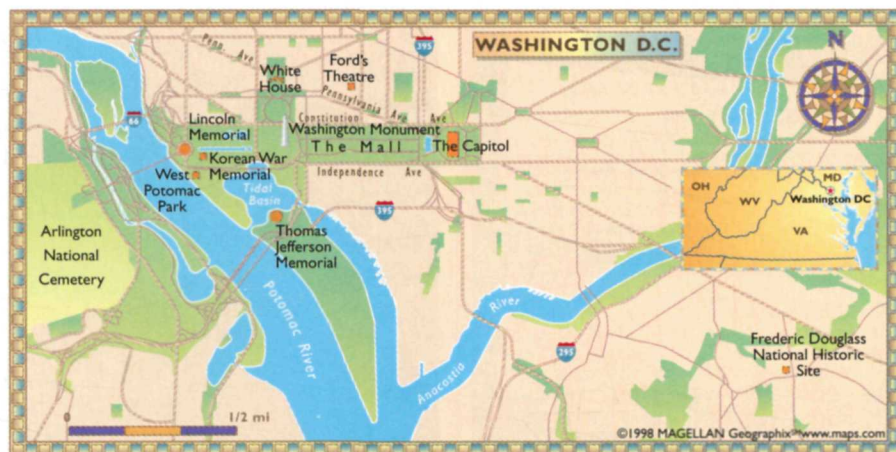 WASHINGTON D.C.
N
395
Penn. Ave
White
House
Ford's
Theatre
Pennsylvania Ave
Constitution Ave
66
Lincoln
Memorial
Washington Monument
The Mall
The Capitol
Korean War
Memorial
Independence Ave
West
Potomac
Park
Tidal
Basin
395
Thomas
Jefferson
Memorial
Arlington
National
Cemetery
OH
MD
WV
Washington DC
VA
Potomac River
Anacostia River
295
Frederic Douglass
National Historic
Site
0 1/2 mi
©1998 MAGELLAN Geographix℠www.maps.com